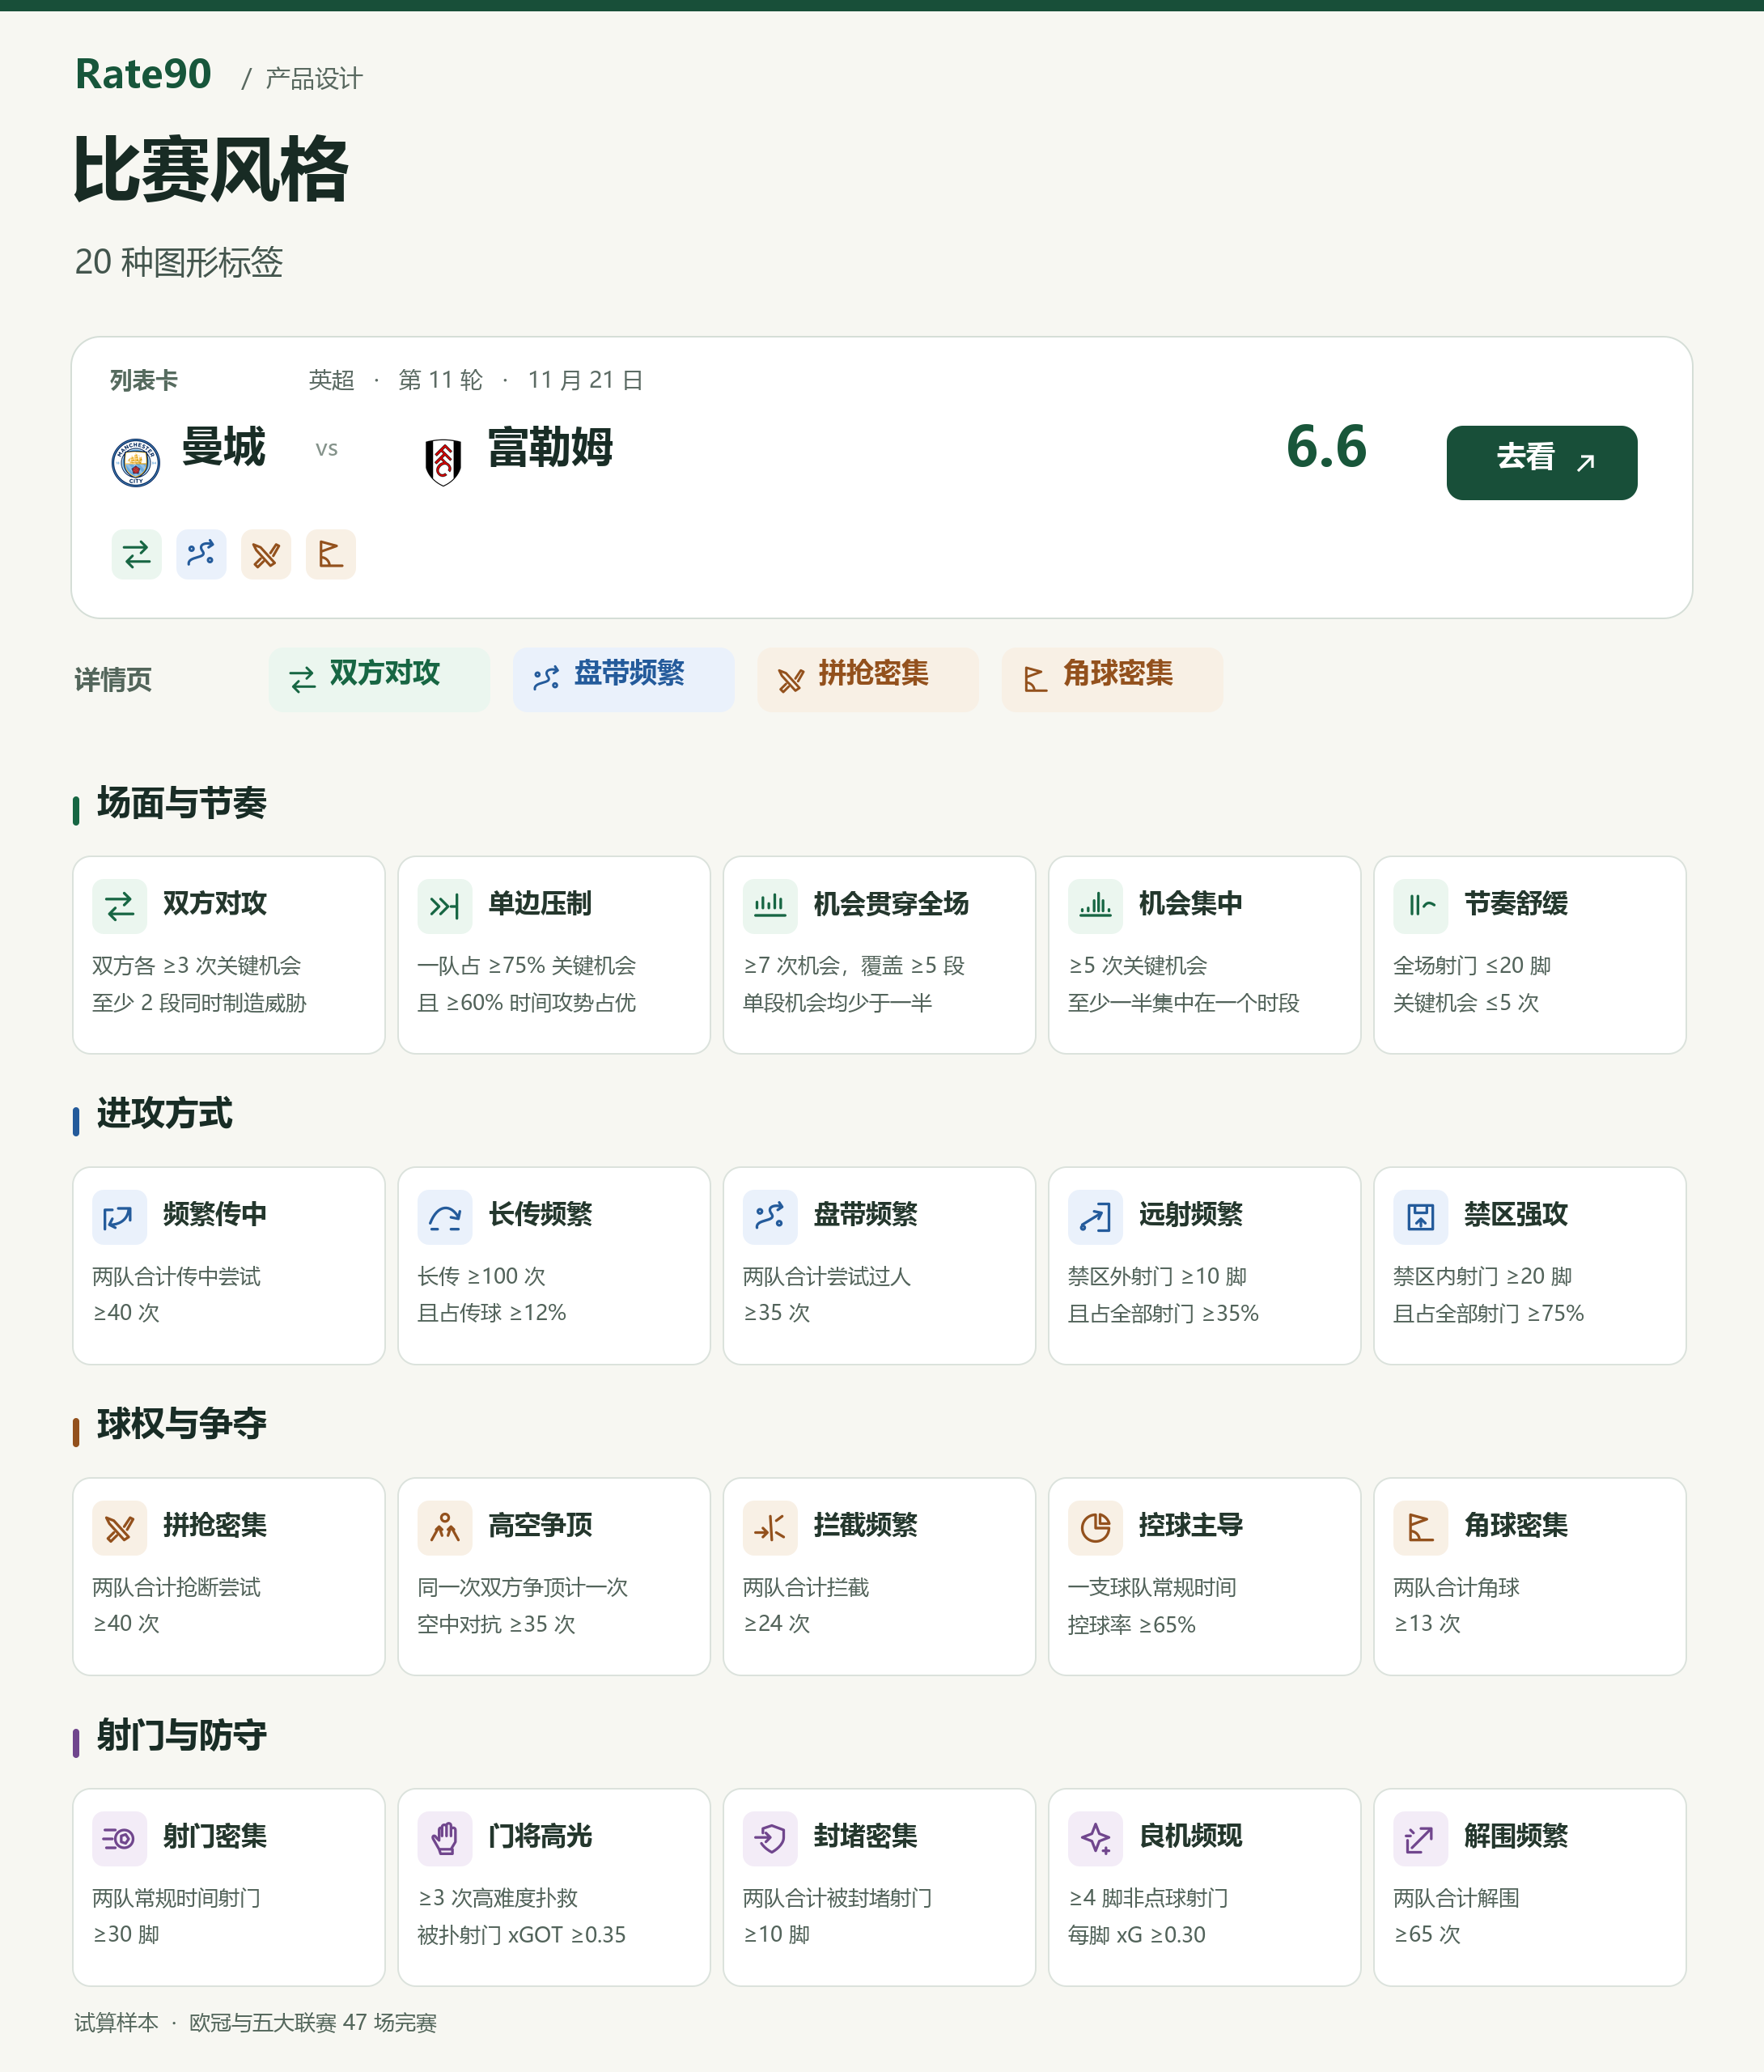 Rate90 / 产品设计
比赛风格
20 种图形标签
列表卡 英超 · 第 11 轮 · 11 月 21 日
MANCHESTER CITY 曼城 vs 富勒姆 6.6 去看
详情页 双方对攻 盘带频繁 拼抢密集 角球密集
场面与节奏
双方对攻
双方各 ≥3 次关键机会
至少 2 段同时制造威胁
单边压制
一队占 ≥75% 关键机会
且 ≥60% 时间攻势占优
机会贯穿全场
≥7 次机会，覆盖 ≥5 段
单段机会均少于一半
机会集中
≥5 次关键机会
至少一半集中在一个时段
节奏舒缓
全场射门 ≤20 脚
关键机会 ≤5 次
进攻方式
频繁传中
两队合计传中尝试
≥40 次
长传频繁
长传 ≥100 次
且占传球 ≥12%
盘带频繁
两队合计尝试过人
≥35 次
远射频繁
禁区外射门 ≥10 脚
且占全部射门 ≥35%
禁区强攻
禁区内射门 ≥20 脚
且占全部射门 ≥75%
球权与争夺
拼抢密集
两队合计抢断尝试
≥40 次
高空争顶
同一次双方争顶计一次
空中对抗 ≥35 次
拦截频繁
两队合计拦截
≥24 次
控球主导
一支球队常规时间
控球率 ≥65%
角球密集
两队合计角球
≥13 次
射门与防守
射门密集
两队常规时间射门
≥30 脚
门将高光
≥3 次高难度扑救
被扑射门 xGOT ≥0.35
封堵密集
两队合计被封堵射门
≥10 脚
良机频现
≥4 脚非点球射门
每脚 xG ≥0.30
解围频繁
两队合计解围
≥65 次
试算样本 · 欧冠与五大联赛 47 场完赛